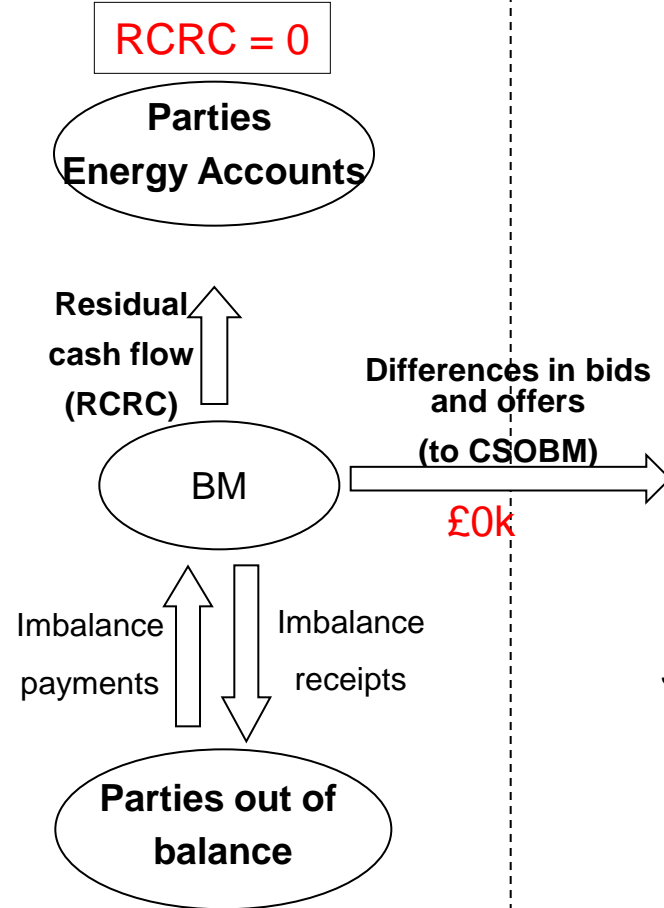 RCRC = 0
Parties
Energy Accounts
Residual
cash flow
(RCRC)
Differences in bids
and offers
(to CSOBM)
BM
£0k
Imbalance
payments
Imbalance
receipts
Parties out of
balance